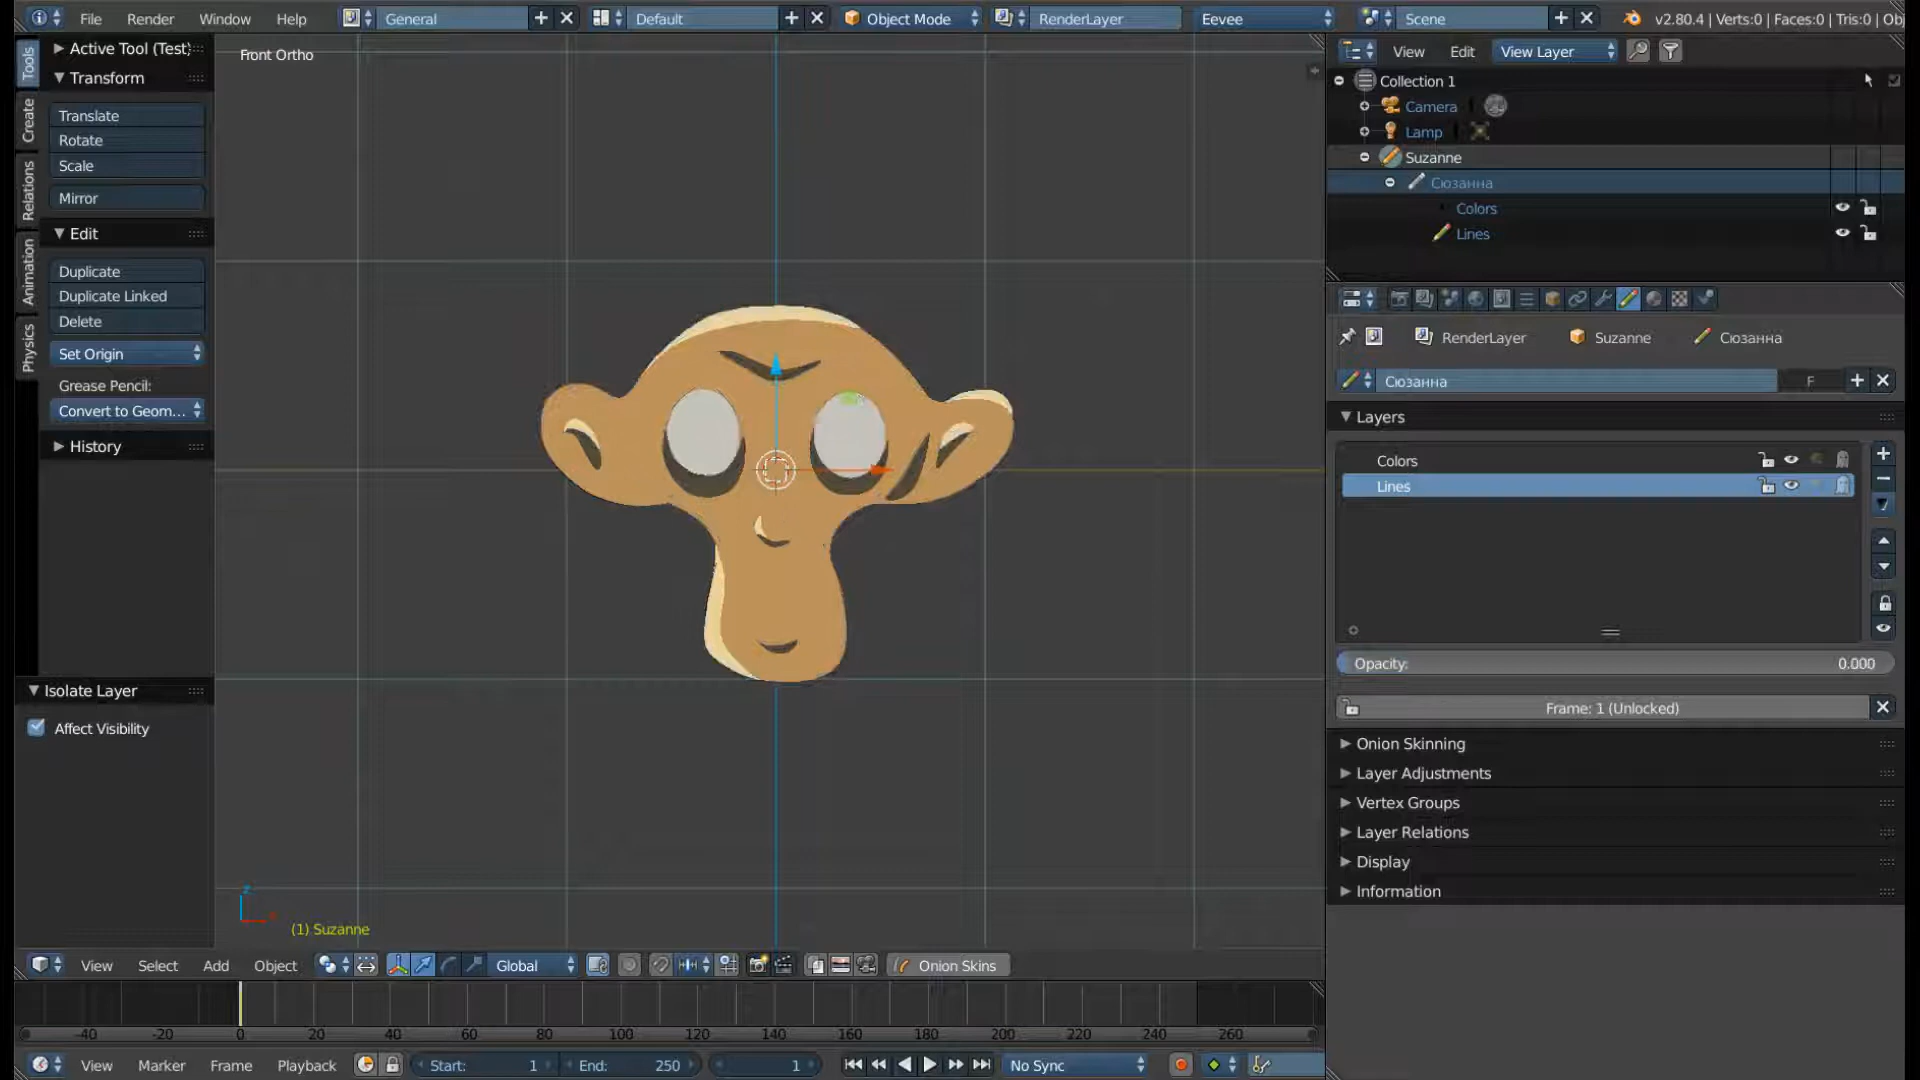 File Render Window Help General Default Object Mode RenderLayer Eevee Scene v2.80.4 | Verts:0 | Faces:0 | Tris:0 | Obj
Tools
Create
Relations
Animation
Physics
Active Tool (Test)
Transform
Translate
Rotate
Scale
Mirror
Edit
Duplicate
Duplicate Linked
Delete
Set Origin
Grease Pencil:
Convert to Geom...
History
Isolate Layer
Affect Visibility
Front Ortho
z
(1) Suzanne
View Select Add Object Global Onion Skins
-40 -20 0 20 40 60 80 100 120 140 160 180 200 220 240 260
View Marker Frame Playback Start: 1 End: 250 1 No Sync
View Edit View Layer
Collection 1
Camera
Lamp
Suzanne
Сюзанна
Colors
Lines
RenderLayer Suzanne Сюзанна
Сюзанна F
Layers
Colors
Lines
Opacity: 0.000
Frame: 1 (Unlocked)
Onion Skinning
Layer Adjustments
Vertex Groups
Layer Relations
Display
Information